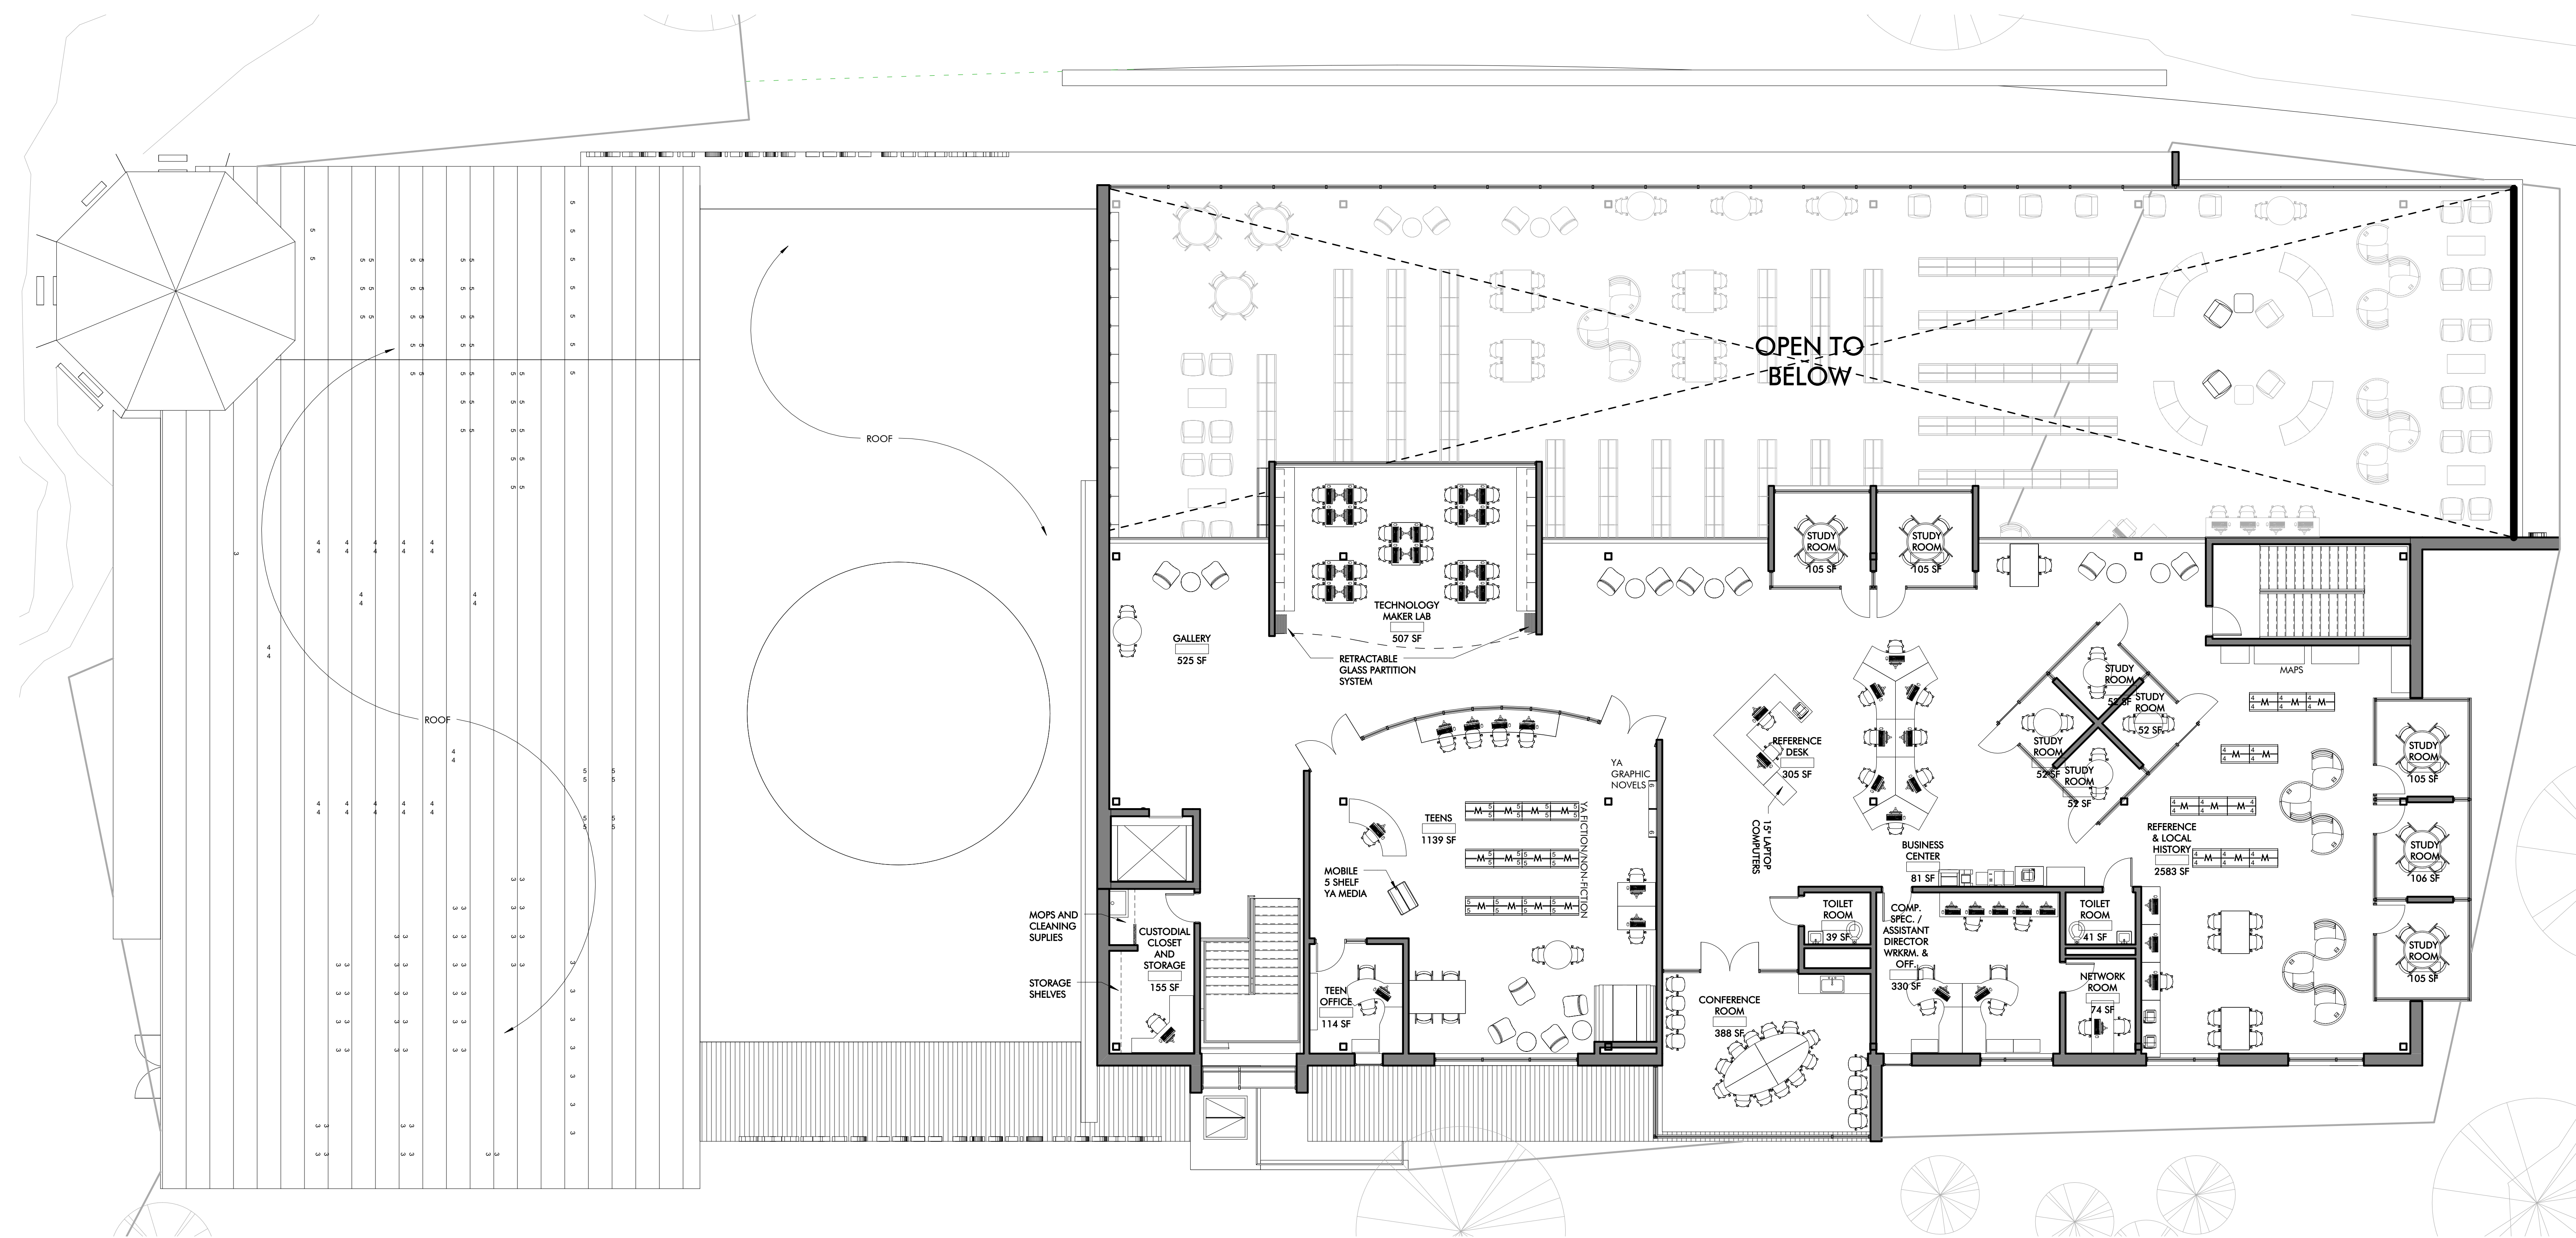 OPEN TO
BELOW
ROOF
ROOF
STUDY
ROOM
105 SF
STUDY
ROOM
105 SF
TECHNOLOGY
MAKER LAB
507 SF
GALLERY
525 SF
RETRACTABLE
GLASS PARTITION
SYSTEM
MAPS
STUDY
ROOM
52 SF
STUDY
ROOM
52 SF
STUDY
ROOM
52 SF
STUDY
ROOM
52 SF
REFERENCE
DESK
305 SF
15" LAPTOP
COMPUTERS
YA
GRAPHIC
NOVELS
YA FICTION/NON-FICTION
TEENS
1139 SF
MOBILE
5 SHELF
YA MEDIA
BUSINESS
CENTER
81 SF
REFERENCE
& LOCAL
HISTORY
2583 SF
STUDY
ROOM
105 SF
STUDY
ROOM
106 SF
STUDY
ROOM
105 SF
MOPS AND
CLEANING
SUPLIES
CUSTODIAL
CLOSET
AND
STORAGE
155 SF
STORAGE
SHELVES
TEEN
OFFICE
114 SF
CONFERENCE
ROOM
388 SF
TOILET
ROOM
39 SF
COMP.
SPEC. /
ASSISTANT
DIRECTOR
WRKRM. &
OFF.
330 SF
TOILET
ROOM
41 SF
NETWORK
ROOM
74 SF